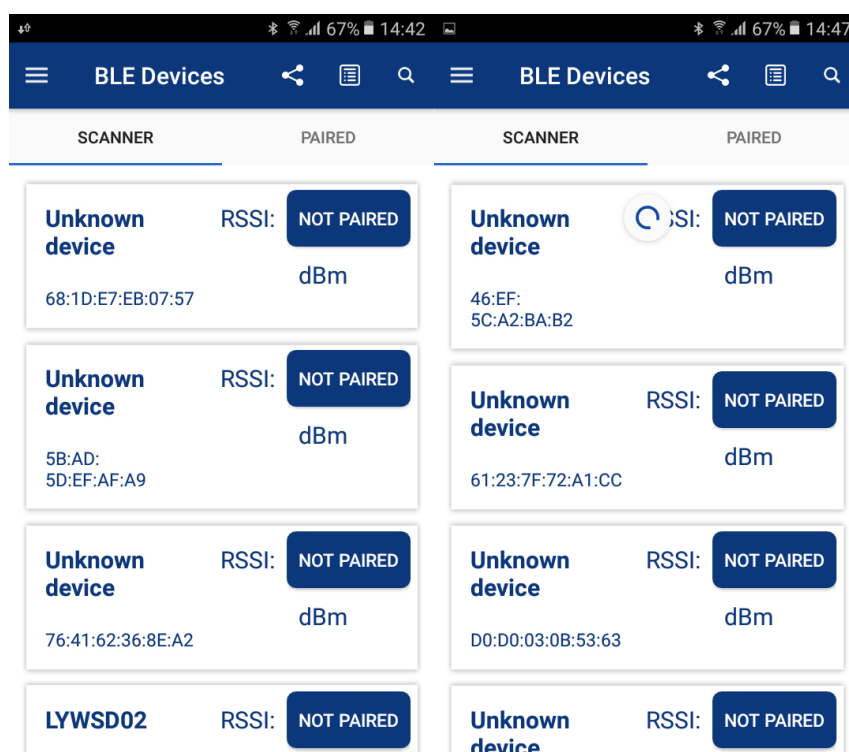 67% 14:42
BLE Devices
SCANNER PAIRED
Unknown
device
RSSI: NOT PAIRED
dBm
68:1D:E7:EB:07:57
Unknown
device
RSSI: NOT PAIRED
dBm
5B:AD:
5D:EF:AF:A9
Unknown
device
RSSI: NOT PAIRED
dBm
76:41:62:36:8E:A2
LYWSD02 RSSI: NOT PAIRED
67% 14:47
BLE Devices
SCANNER PAIRED
Unknown
device
SSI: NOT PAIRED
dBm
46:EF:
5C:A2:BA:B2
Unknown
device
RSSI: NOT PAIRED
dBm
61:23:7F:72:A1:CC
Unknown
device
RSSI: NOT PAIRED
dBm
D0:D0:03:0B:53:63
Unknown
device
RSSI: NOT PAIRED